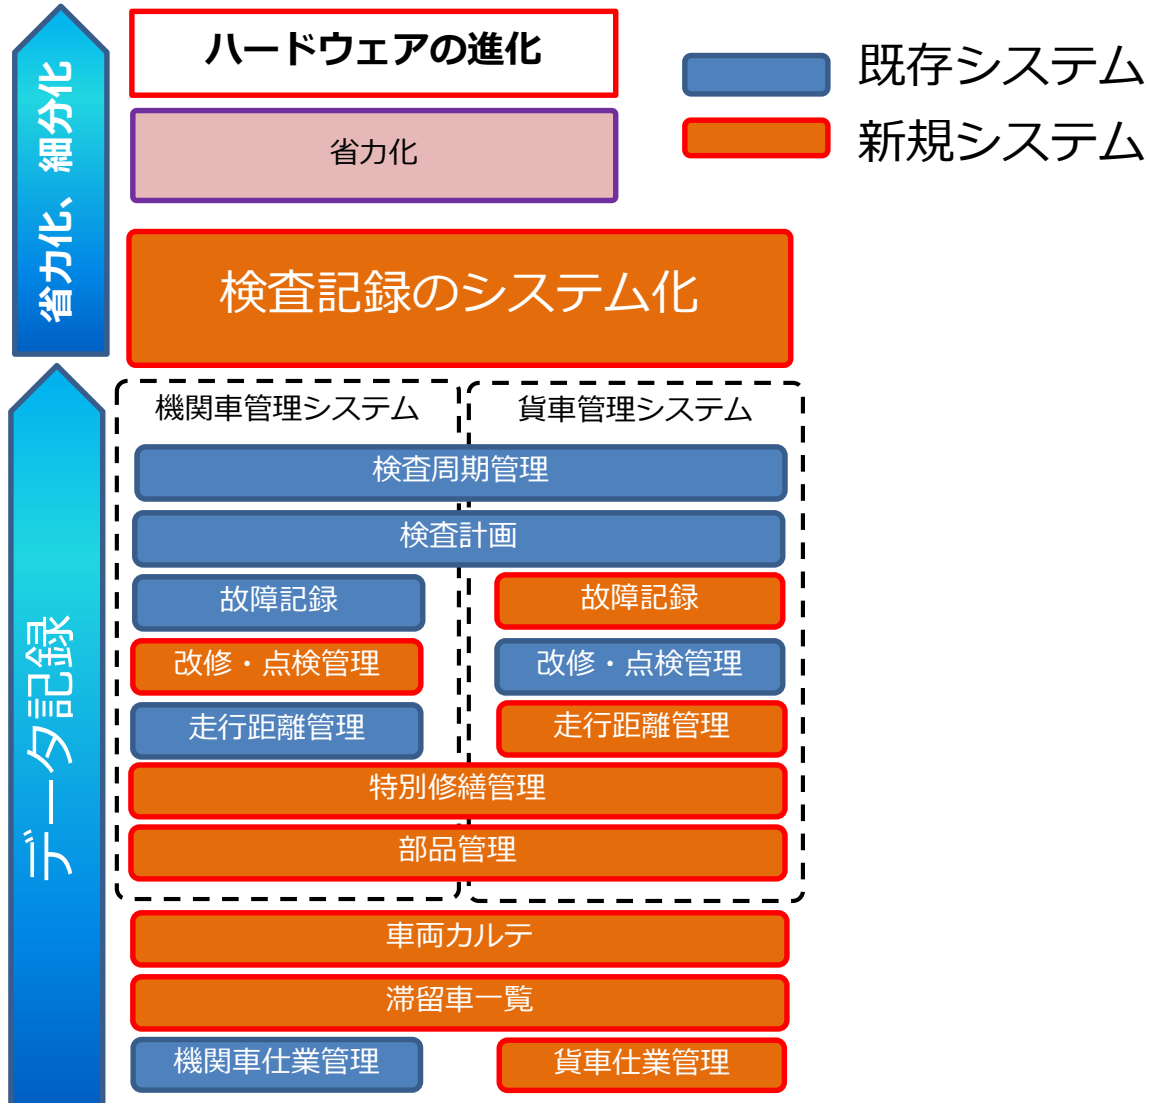 ハードウェアの進化
既存システム
新規システム
省力化
省力化、細分化
検査記録のシステム化
機関車管理システム
貨車管理システム
検査周期管理
検査計画
故障記録
故障記録
改修・点検管理
改修・点検管理
走行距離管理
走行距離管理
特別修繕管理
部品管理
データ記録
車両カルテ
滞留車一覧
機関車仕業管理
貨車仕業管理